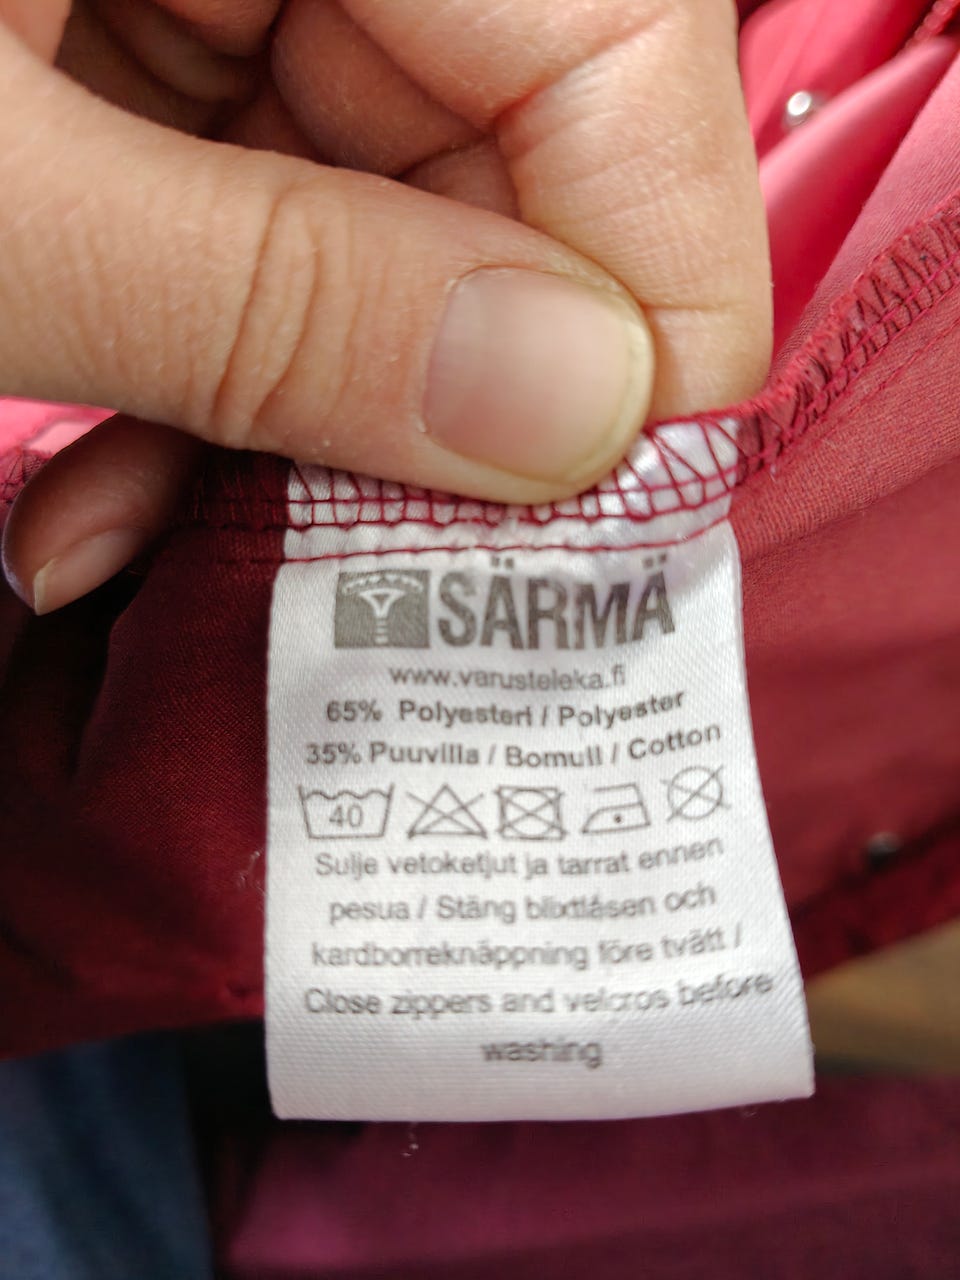 SÄRMÄ
www.varusteleka.fi
65% Polyesteri / Polyester
35% Puuvilla / Bomull / Cotton
40
Sulje vetoketjut ja tarrat ennen
pesua / Stäng blixtlåsen och
kardborreknäppning före tvätt /
Close zippers and velcros before
washing